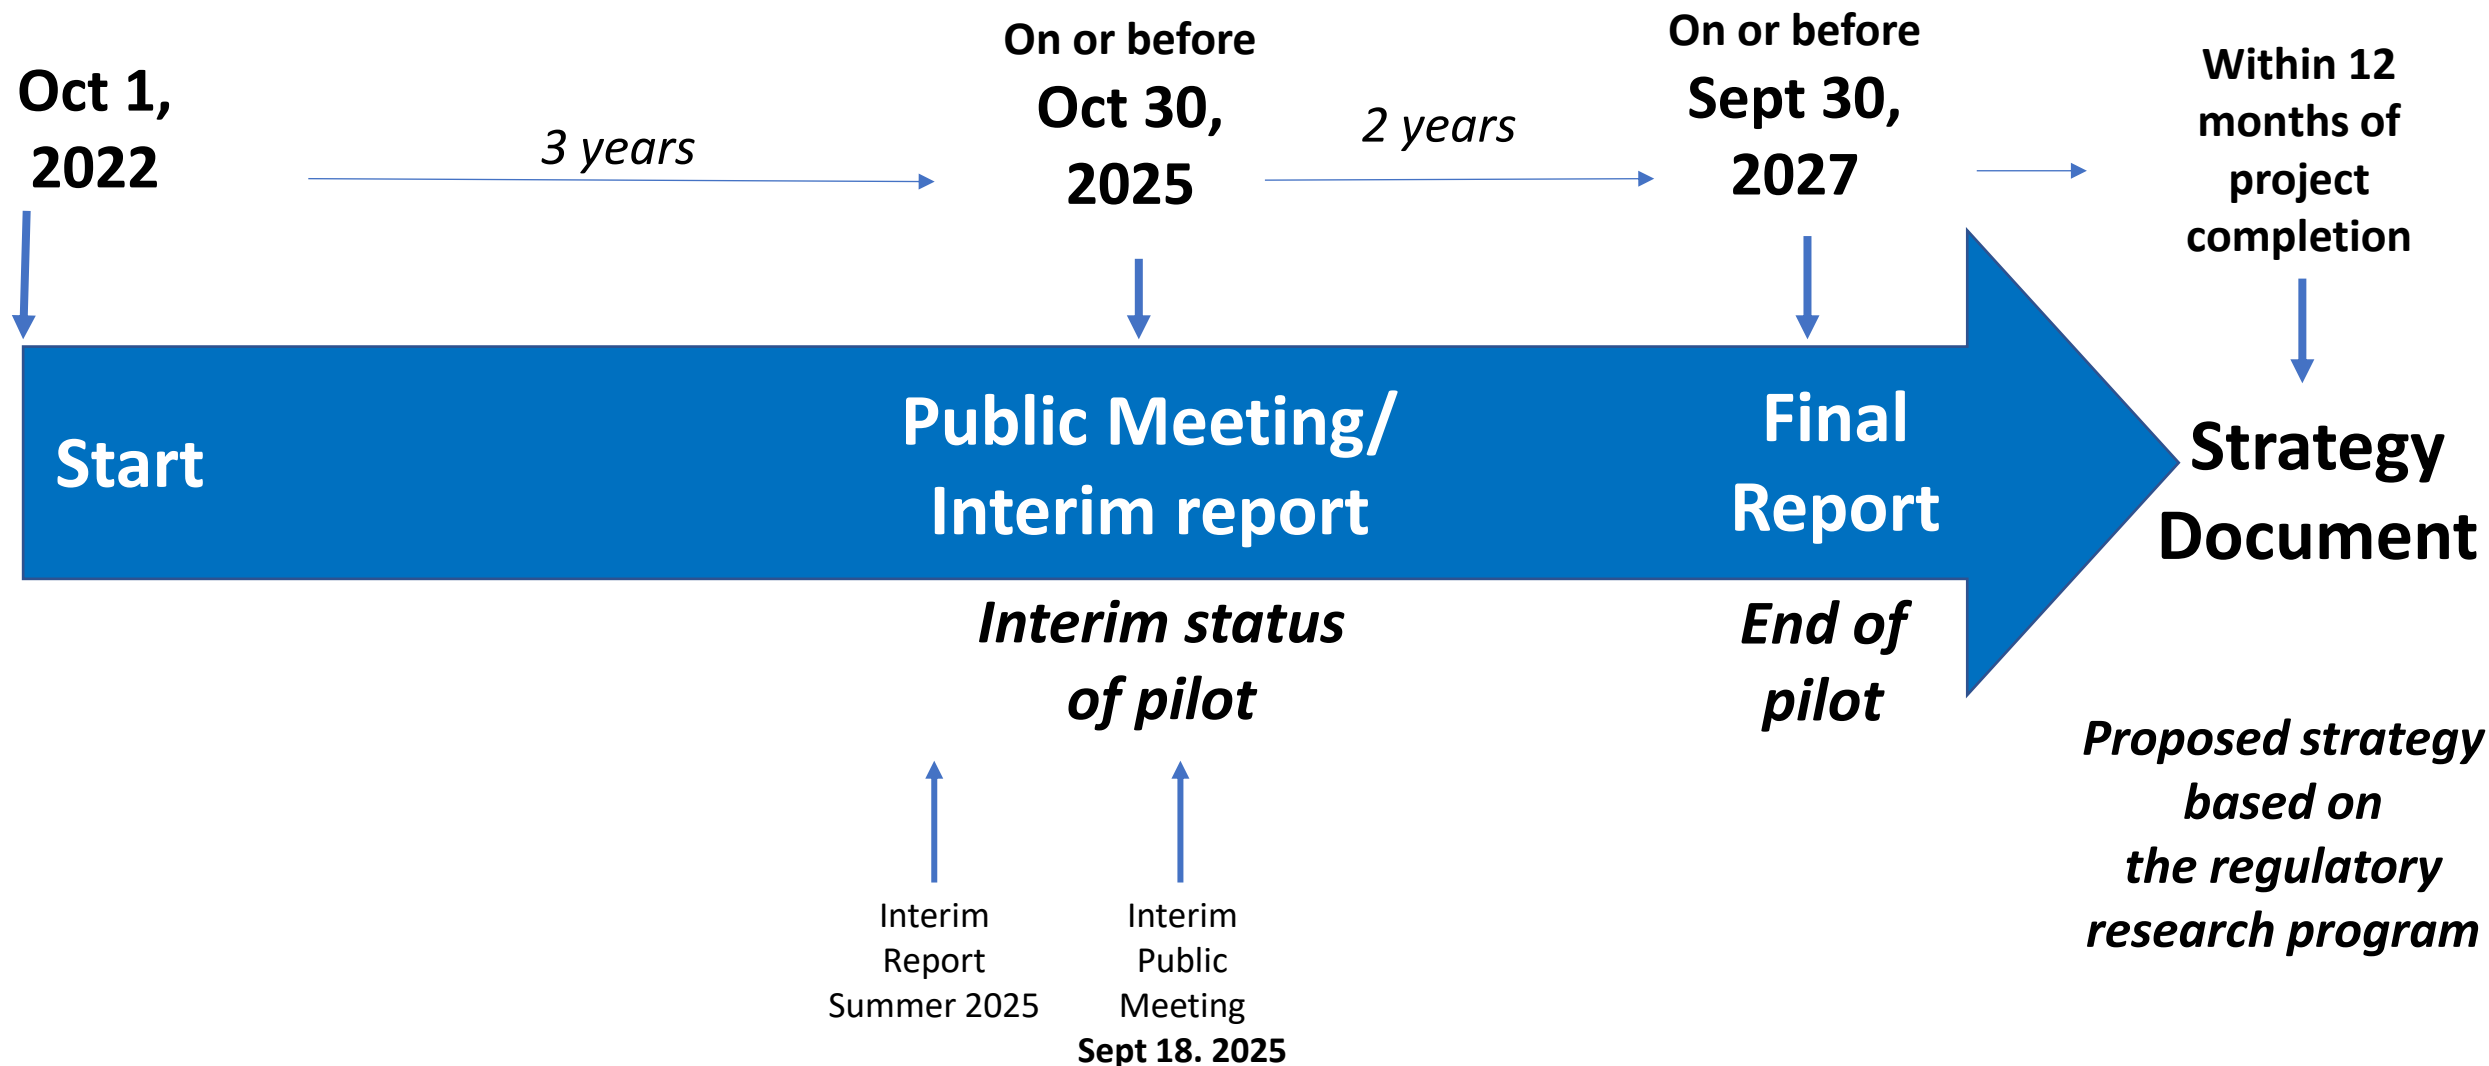 Oct 1,
2022
3 years
On or before
Oct 30,
2025
2 years
On or before
Sept 30,
2027
Within 12
months of
project
completion
Start
Public Meeting/
Interim report
Final
Report
Strategy
Document
Interim status
of pilot
End of
pilot
Proposed strategy
based on
the regulatory
research program
Interim
Report
Summer 2025
Interim
Public
Meeting
Sept 18. 2025